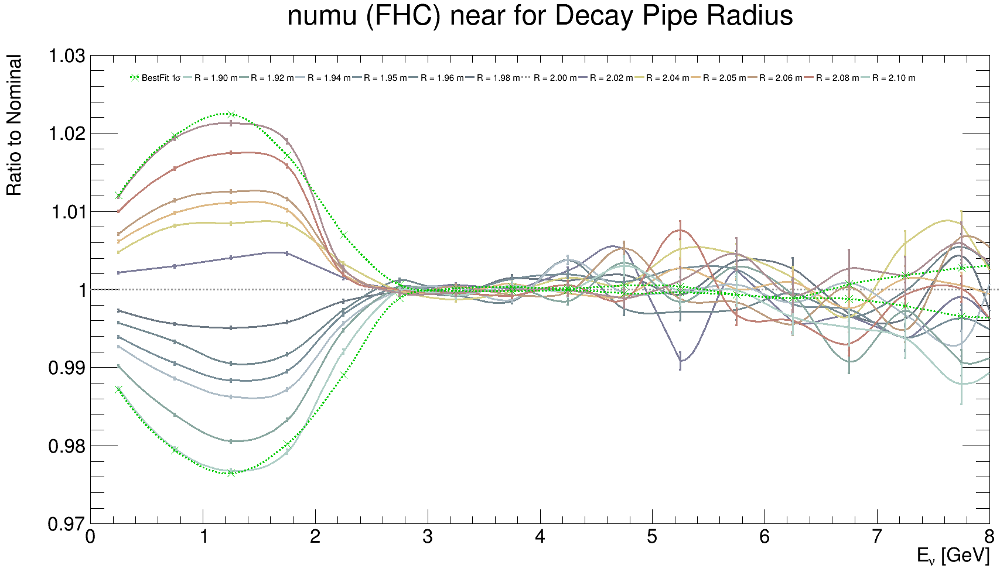 numu (FHC) near for Decay Pipe Radius
Ratio to Nominal
1.03
1.02
1.01
1
0.99
0.98
0.97
BestFit 1σ R = 1.90 m R = 1.92 m R = 1.94 m R = 1.95 m R = 1.96 m R = 1.98 m R = 2.00 m R = 2.02 m R = 2.04 m R = 2.05 m R = 2.06 m R = 2.08 m R = 2.10 m
0 1 2 3 4 5 6 7 8
Eν [GeV]